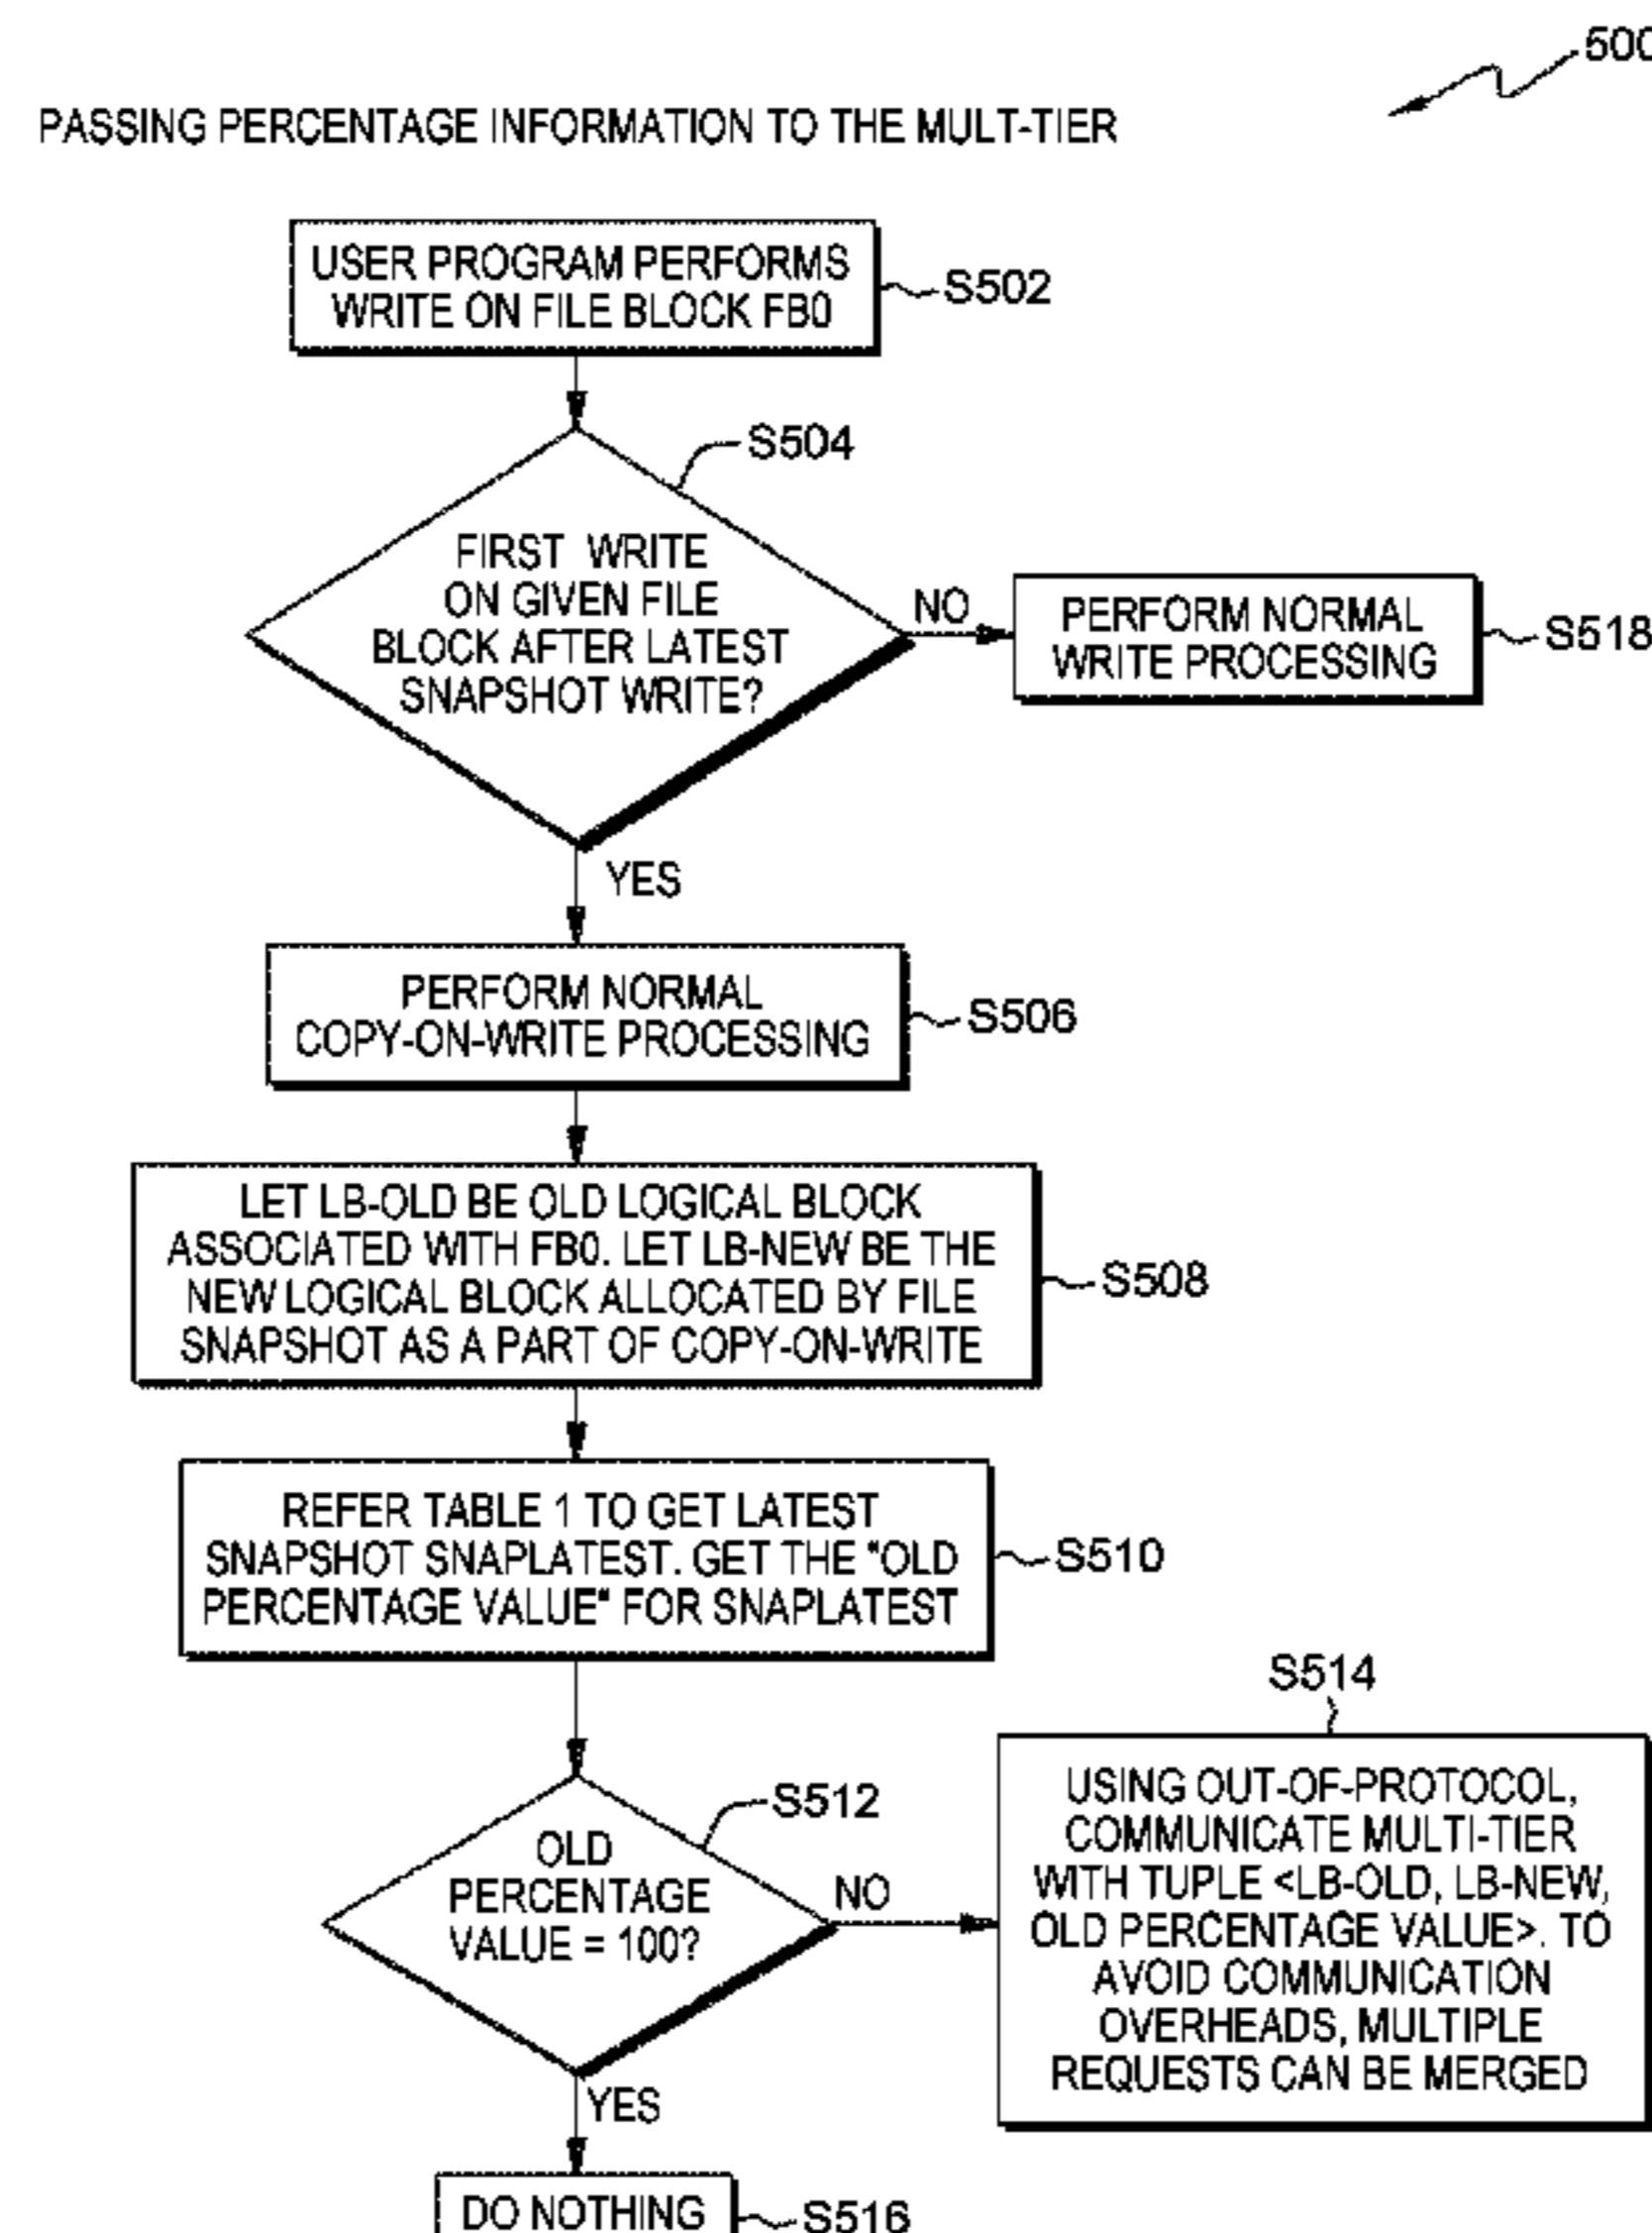 500
PASSING PERCENTAGE INFORMATION TO THE MULT-TIER
USER PROGRAM PERFORMS
WRITE ON FILE BLOCK FB0
S502
S504
FIRST WRITE
ON GIVEN FILE
BLOCK AFTER LATEST
SNAPSHOT WRITE?
NO
PERFORM NORMAL
WRITE PROCESSING
S518
YES
PERFORM NORMAL
COPY-ON-WRITE PROCESSING
S506
LET LB-OLD BE OLD LOGICAL BLOCK
ASSOCIATED WITH FB0. LET LB-NEW BE THE
NEW LOGICAL BLOCK ALLOCATED BY FILE
SNAPSHOT AS A PART OF COPY-ON-WRITE
S508
REFER TABLE 1 TO GET LATEST
SNAPSHOT SNAPLATEST. GET THE "OLD
PERCENTAGE VALUE" FOR SNAPLATEST
S510
S512
OLD
PERCENTAGE
VALUE = 100?
NO
S514
USING OUT-OF-PROTOCOL,
COMMUNICATE MULTI-TIER
WITH TUPLE <LB-OLD, LB-NEW,
OLD PERCENTAGE VALUE>. TO
AVOID COMMUNICATION
OVERHEADS, MULTIPLE
REQUESTS CAN BE MERGED
YES
DO NOTHING
S516